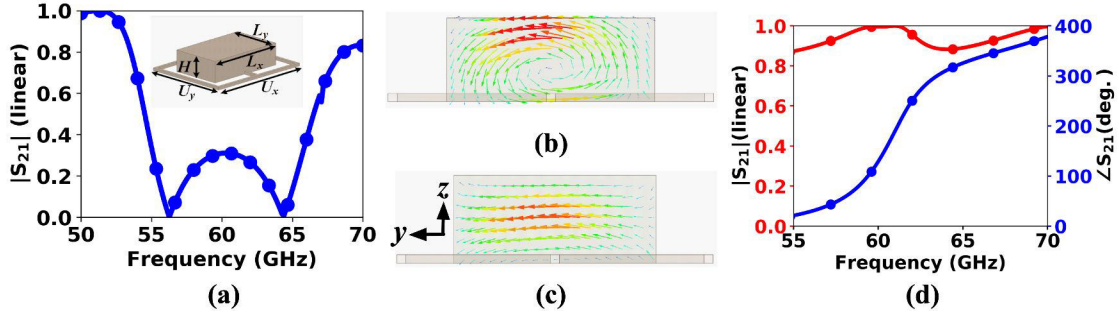 |S21| (linear)
1.0
0.8
0.6
0.4
0.2
0.0
Ly
H
Lx
Uy
Ux
50 55 60 65 70
Frequency (GHz)
(a)
(b)
z
y
(c)
|S21|(linear)
1.0
0.8
0.6
0.4
0.2
0.0
400
300
200
100
0
∠S21(deg.)
55 60 65 70
Frequency (GHz)
(d)